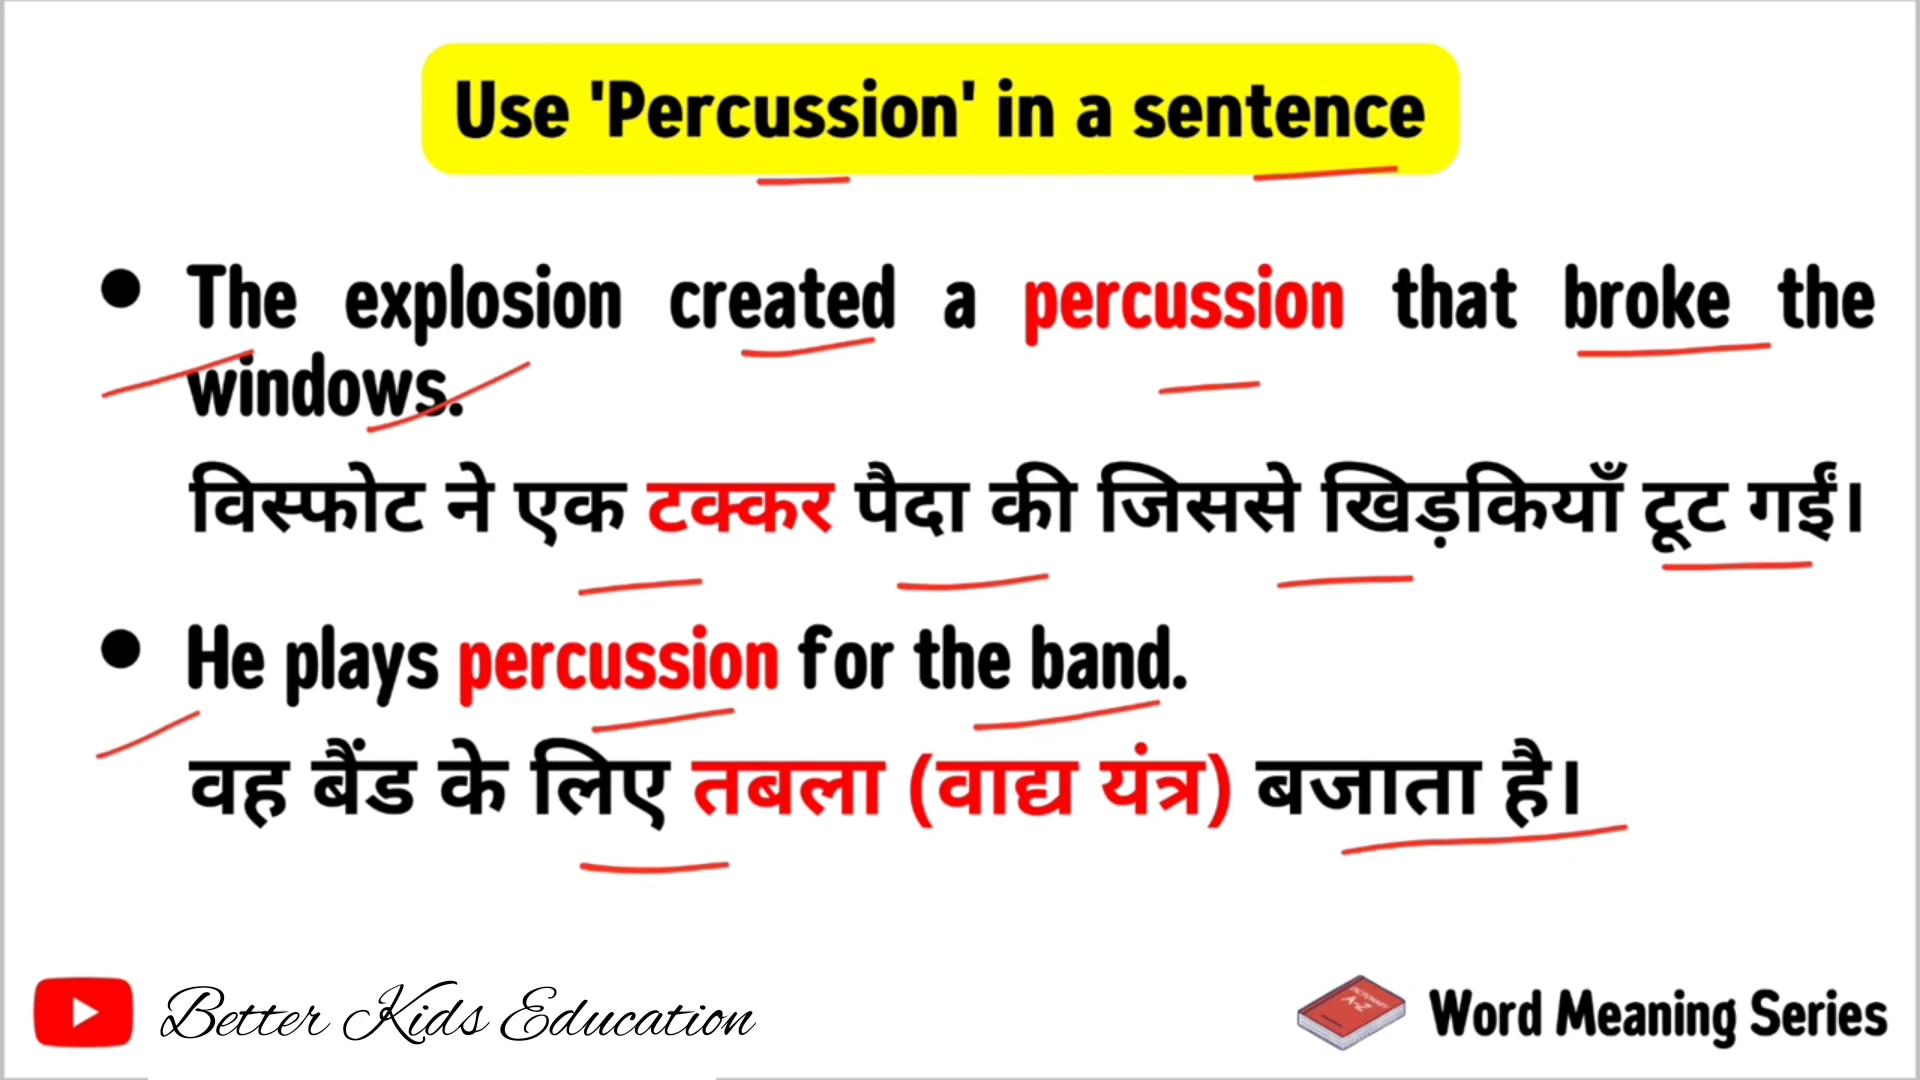 Use 'Percussion' in a sentence
● The explosion created a percussion that broke the
windows.
विस्फोट ने एक टक्कर पैदा की जिससे खिड़कियाँ टूट गईं।
● He plays percussion for the band.
वह बैंड के लिए तबला (वाद्य यंत्र) बजाता है।
Better Kids Education
DICTIONARY
A-Z
Word Meaning Series